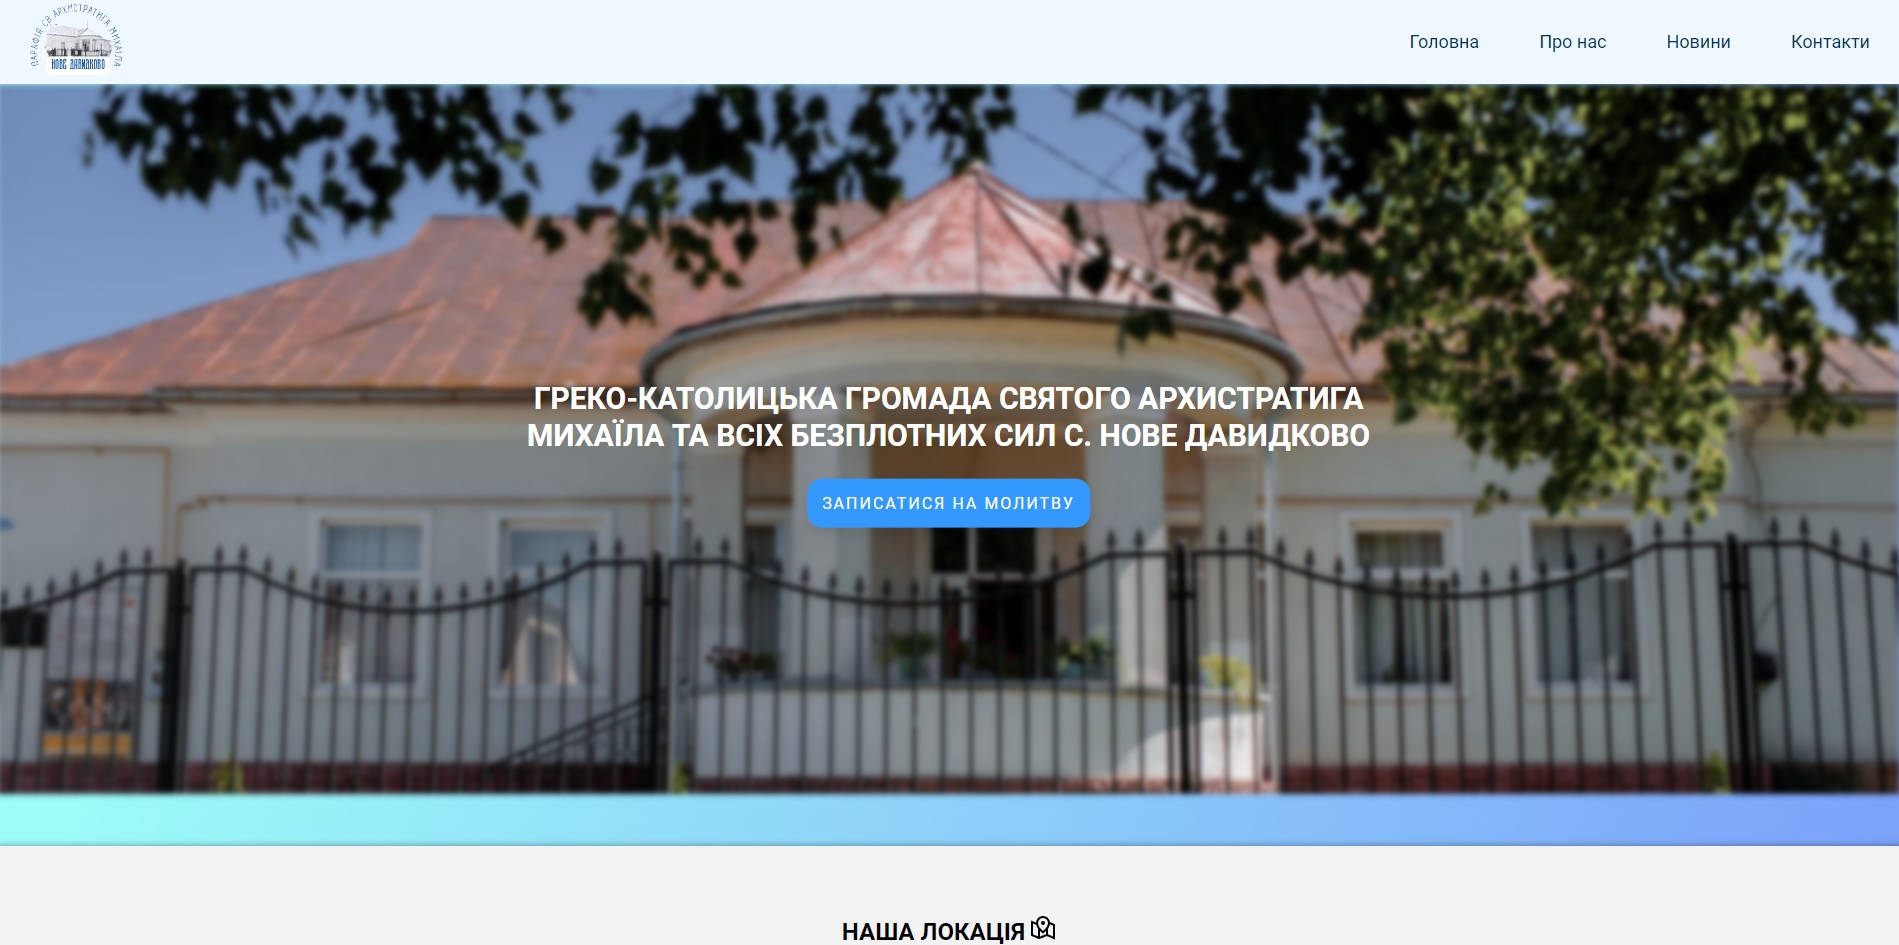 ПАРАФІЯ СВ. АРХИСТРАТИГА МИХАЇЛА
НОВЕ ДАВИДКОВО
Головна Про нас Новини Контакти
ГРЕКО-КАТОЛИЦЬКА ГРОМАДА СВЯТОГО АРХИСТРАТИГА
МИХАЇЛА ТА ВСІХ БЕЗПЛОТНИХ СИЛ С. НОВЕ ДАВИДКОВО
ЗАПИСАТИСЯ НА МОЛИТВУ
НАША ЛОКАЦІЯ